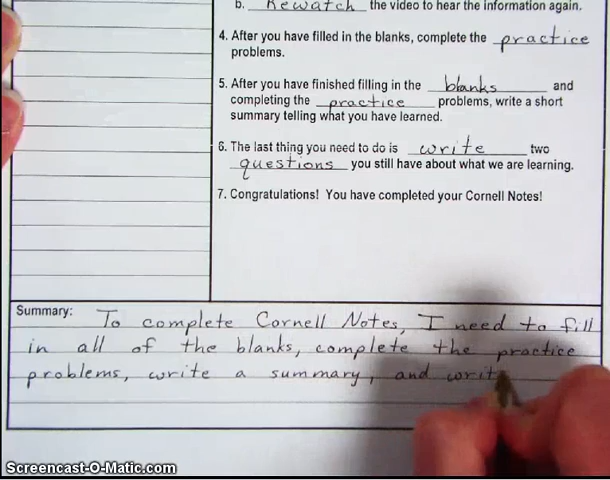 b. Rewatch the video to hear the information again.
4. After you have filled in the blanks, complete the practice
problems.
5. After you have finished filling in the blanks and
completing the practice problems, write a short
summary telling what you have learned.
6. The last thing you need to do is write two
questions you still have about what we are learning.
7. Congratulations! You have completed your Cornell Notes!
Summary: To complete Cornell Notes, I need to fill
in all of the blanks, complete the practice
problems, write a summary, and writ
Screencast-O-Matic.com